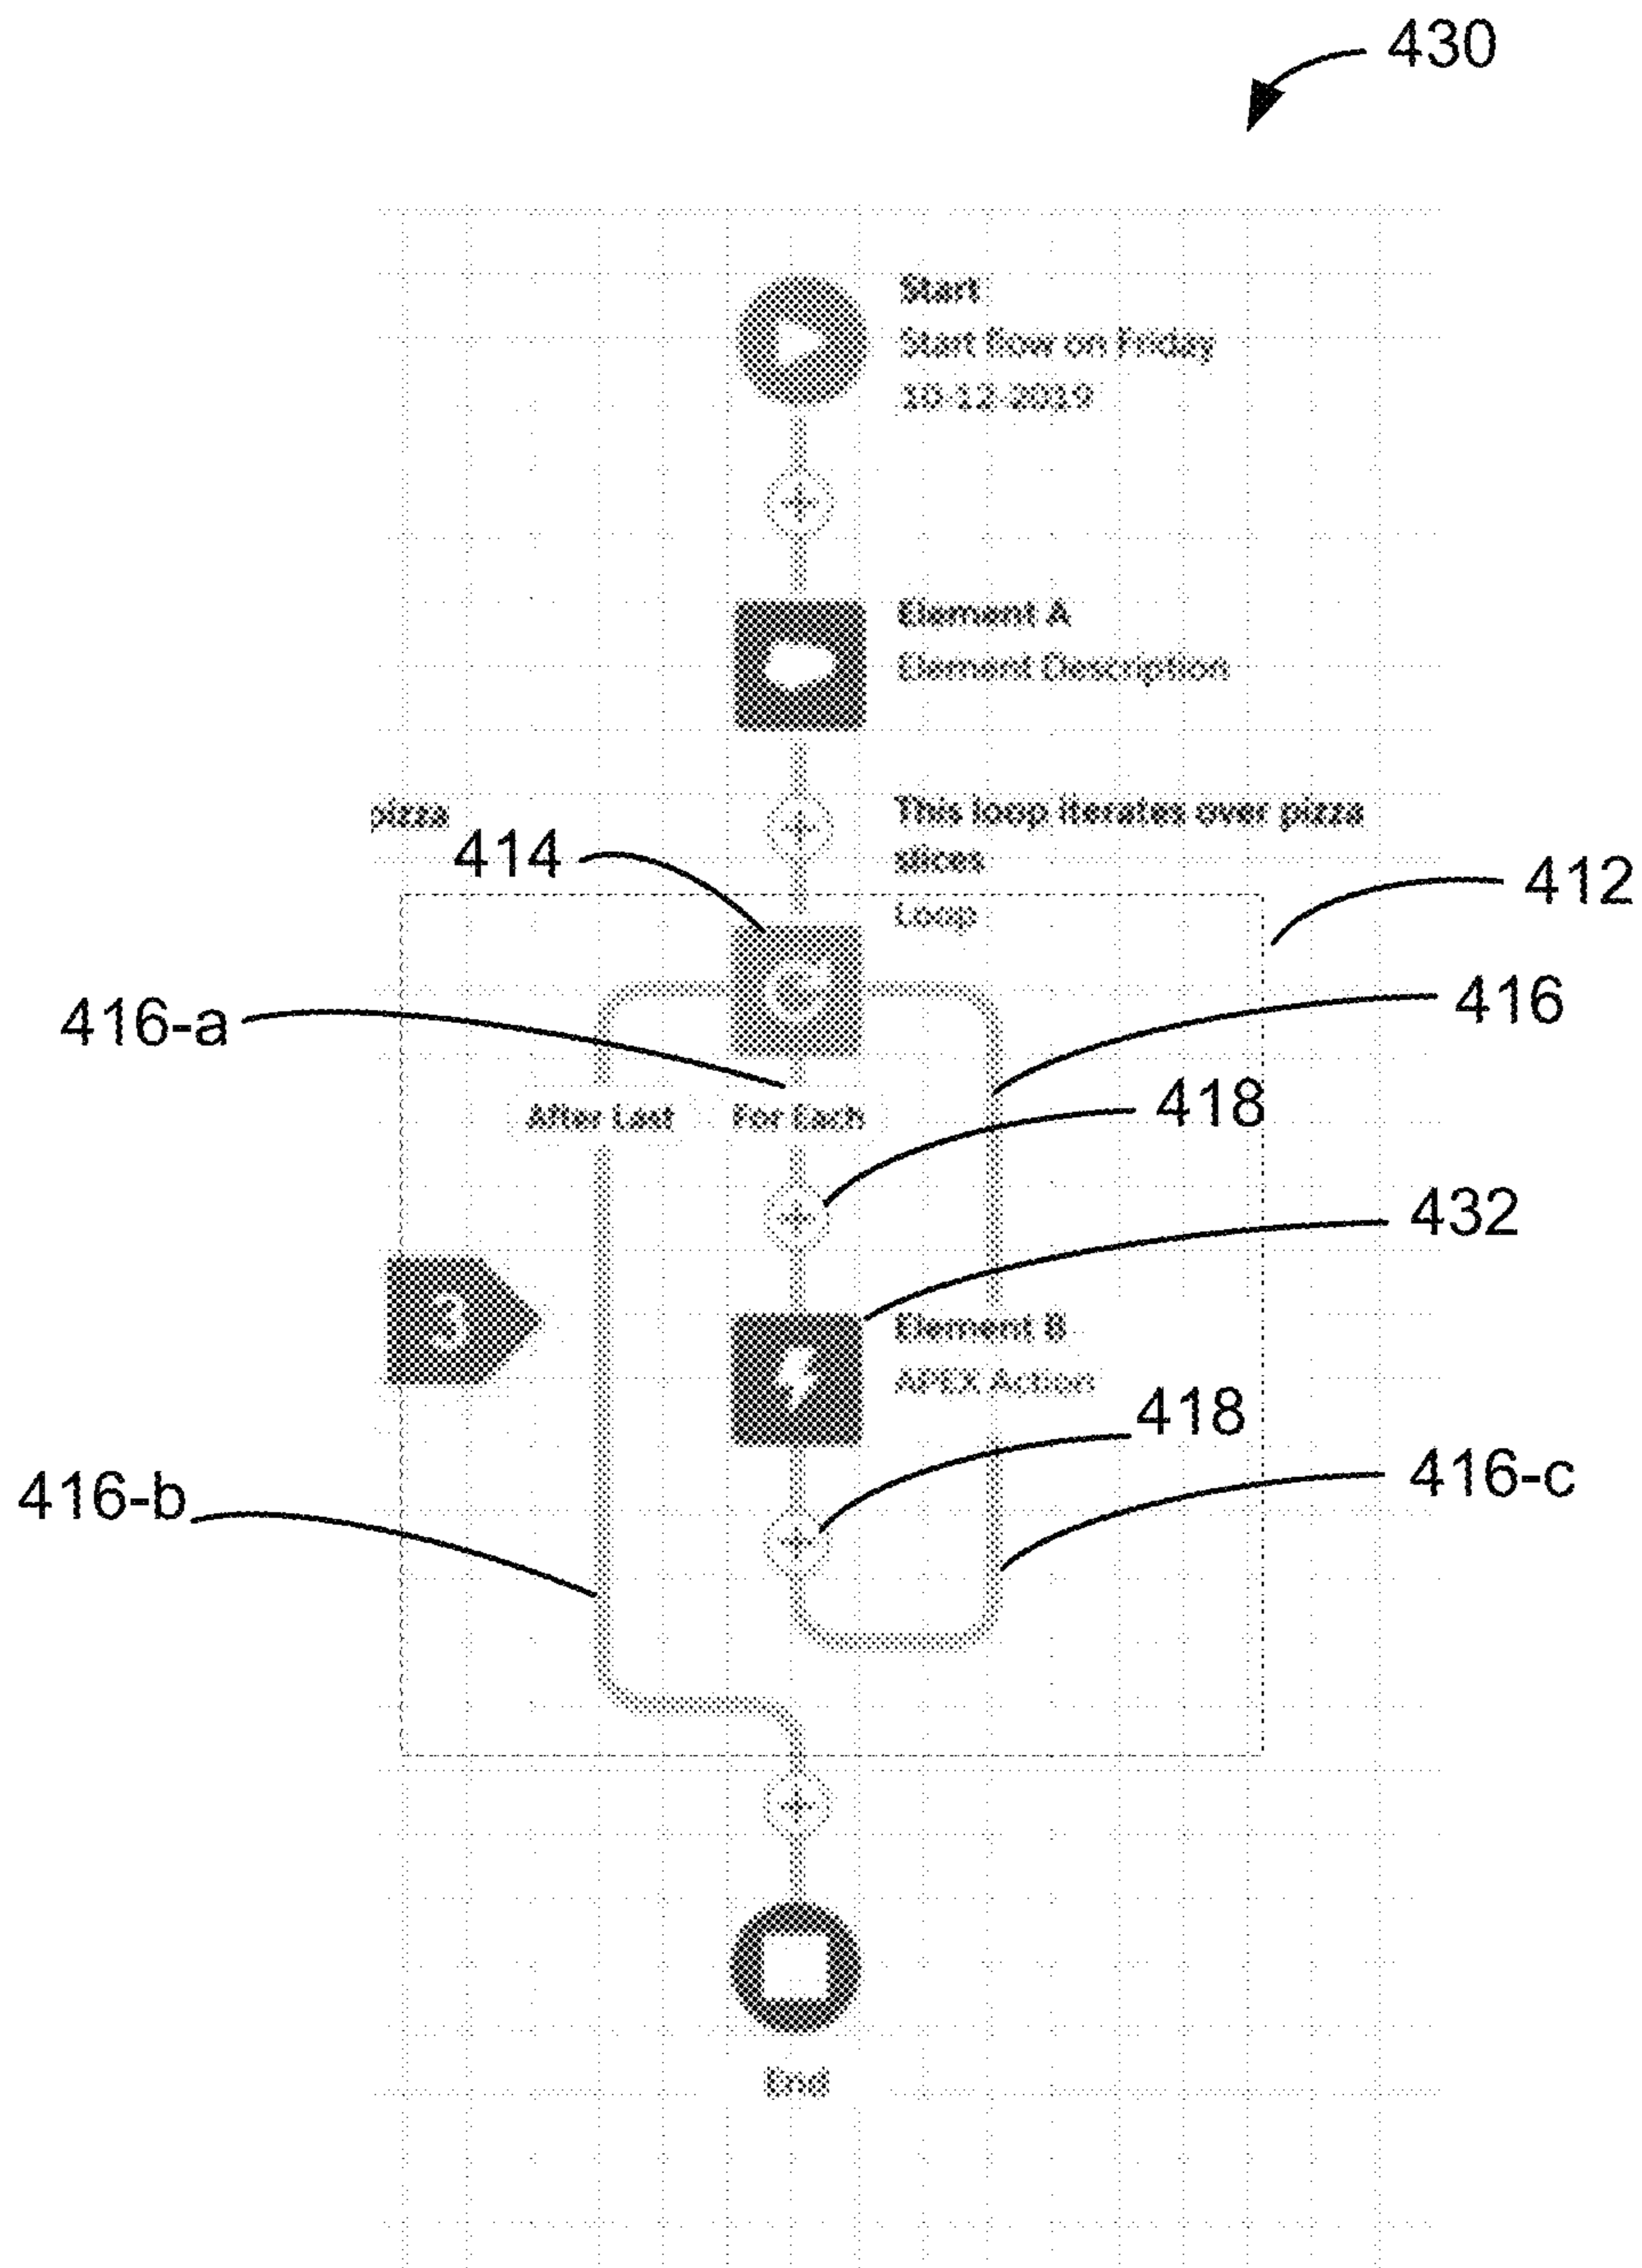 430
Start
Start flow on Friday
10-12-2019
Element A
Element Description
pizza
This loop iterates over pizza
slices
Loop
414
412
416-a
416
After Last
For Each
418
432
3
Element B
APEX Action
418
416-b
416-c
End